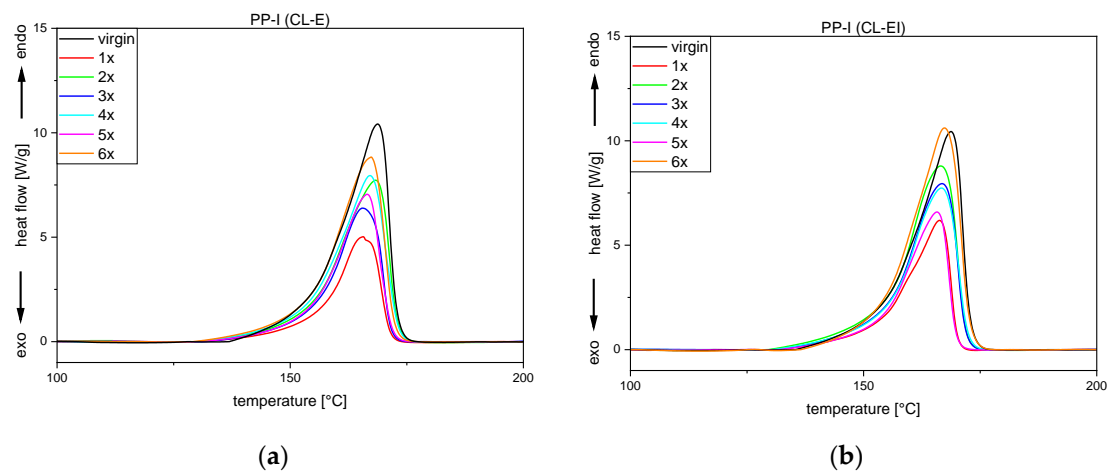 PP-I (CL-E)
15
10
5
0
100
150
200
temperature [°C]
exo
heat flow [W/g]
endo
virgin
1x
2x
3x
4x
5x
6x
(a)
PP-I (CL-EI)
15
10
5
0
100
150
200
temperature [°C]
exo
heat flow [W/g]
endo
virgin
1x
2x
3x
4x
5x
6x
(b)